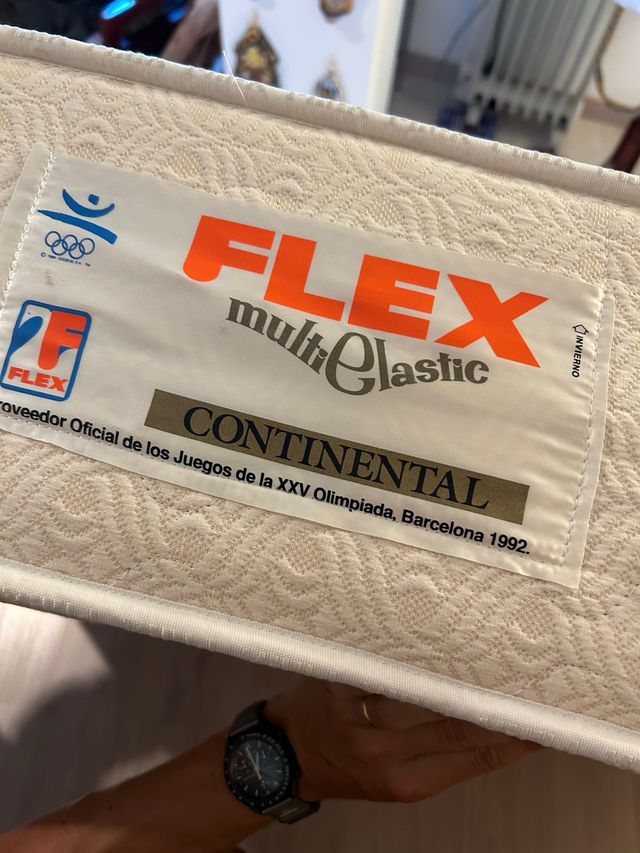 FLEX
multielastic
INVIERNO
FLEX
CONTINENTAL
roveedor Oficial de los Juegos de la XXV Olimpiada, Barcelona 1992.